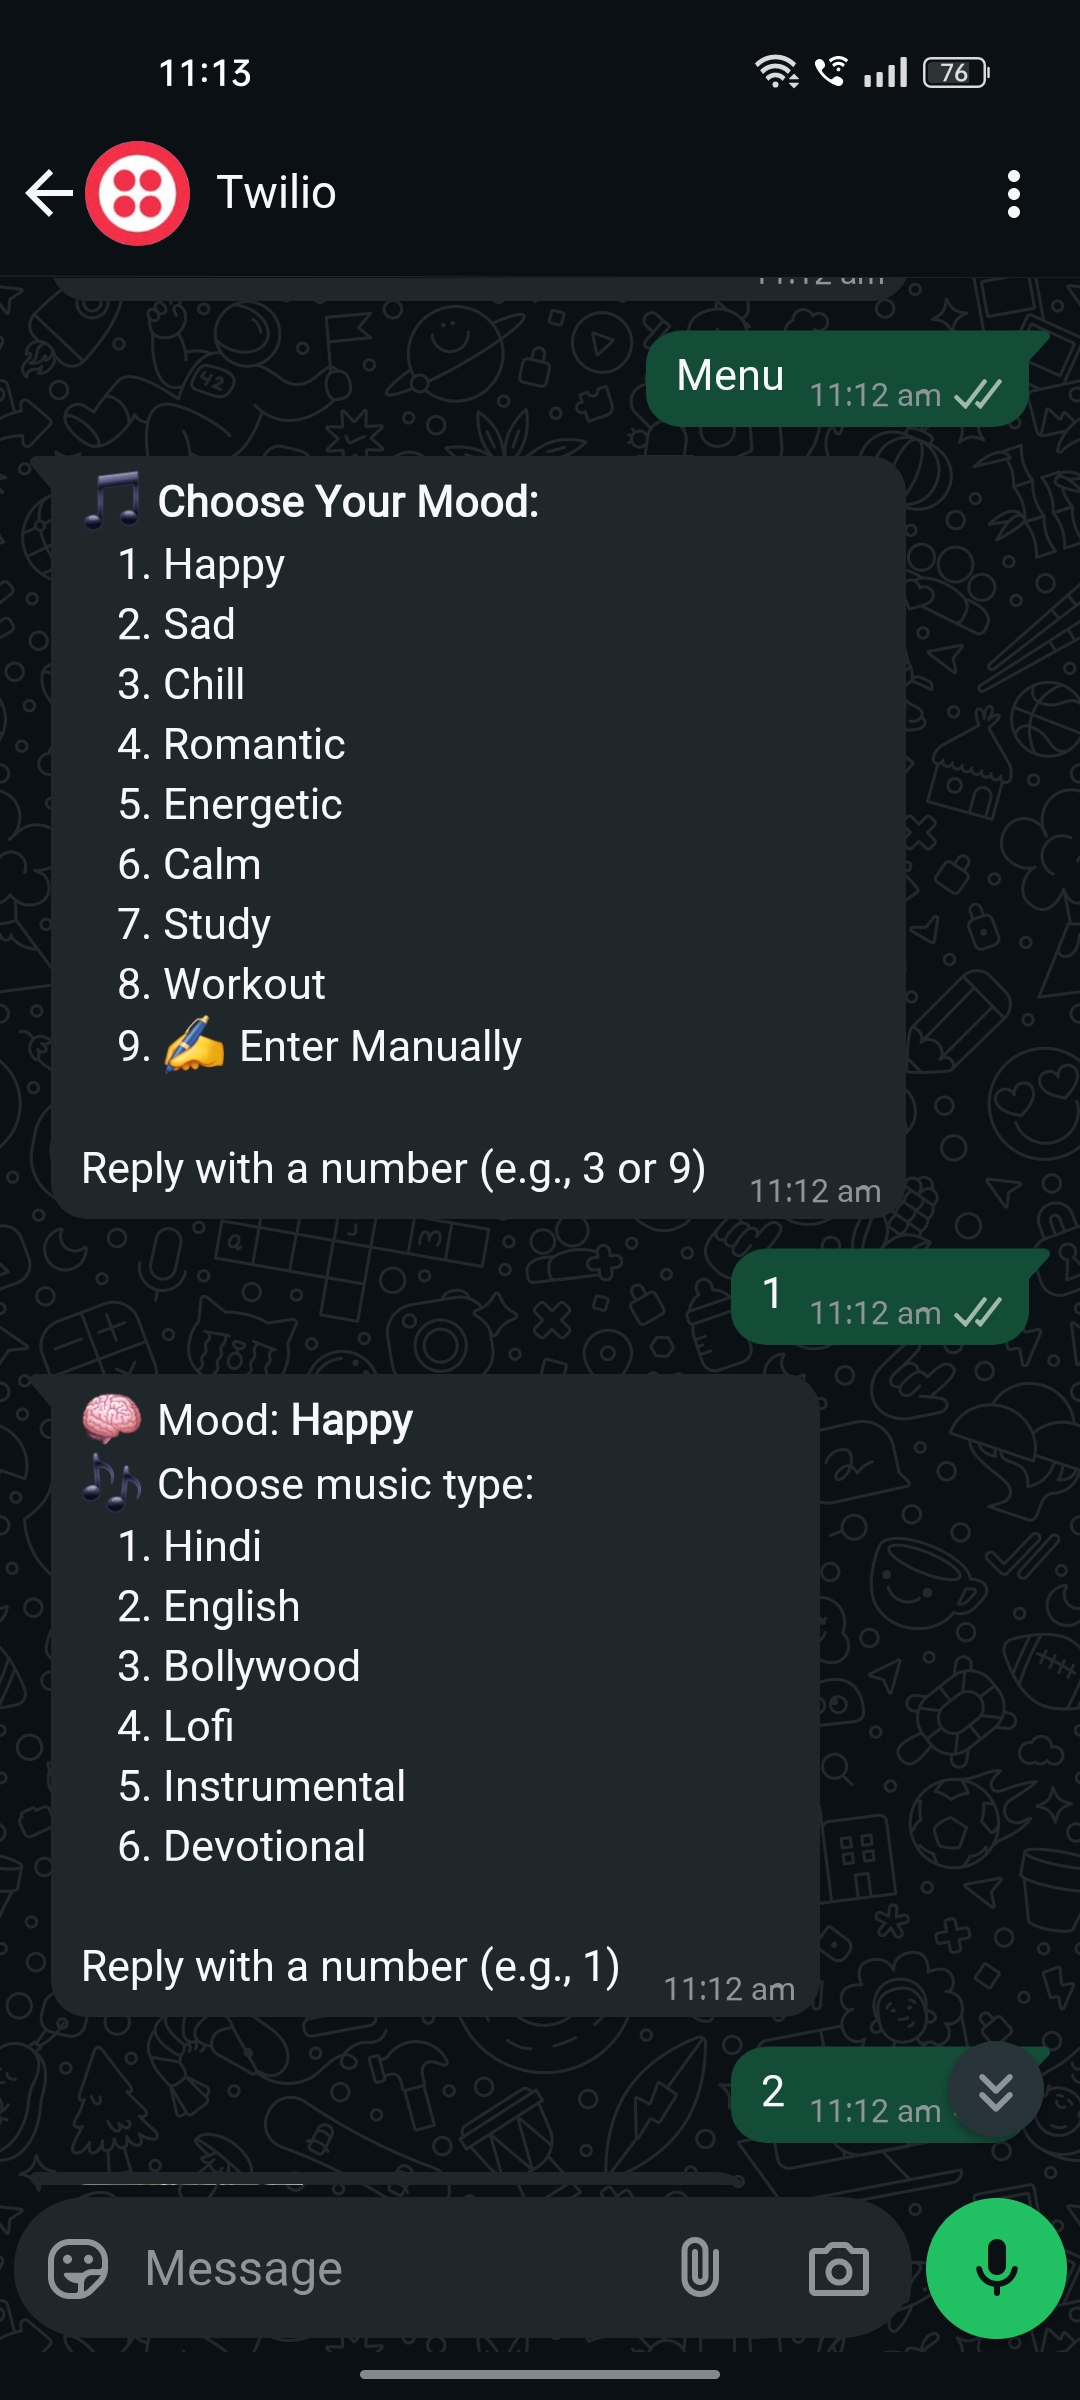 11:13
76
Twilio
11:12 am
Menu 11:12 am
🎵 Choose Your Mood:
1. Happy
2. Sad
3. Chill
4. Romantic
5. Energetic
6. Calm
7. Study
8. Workout
9. ✍️ Enter Manually
Reply with a number (e.g., 3 or 9) 11:12 am
1 11:12 am
🧠 Mood: Happy
🎶 Choose music type:
1. Hindi
2. English
3. Bollywood
4. Lofi
5. Instrumental
6. Devotional
Reply with a number (e.g., 1) 11:12 am
2 11:12 am
Message